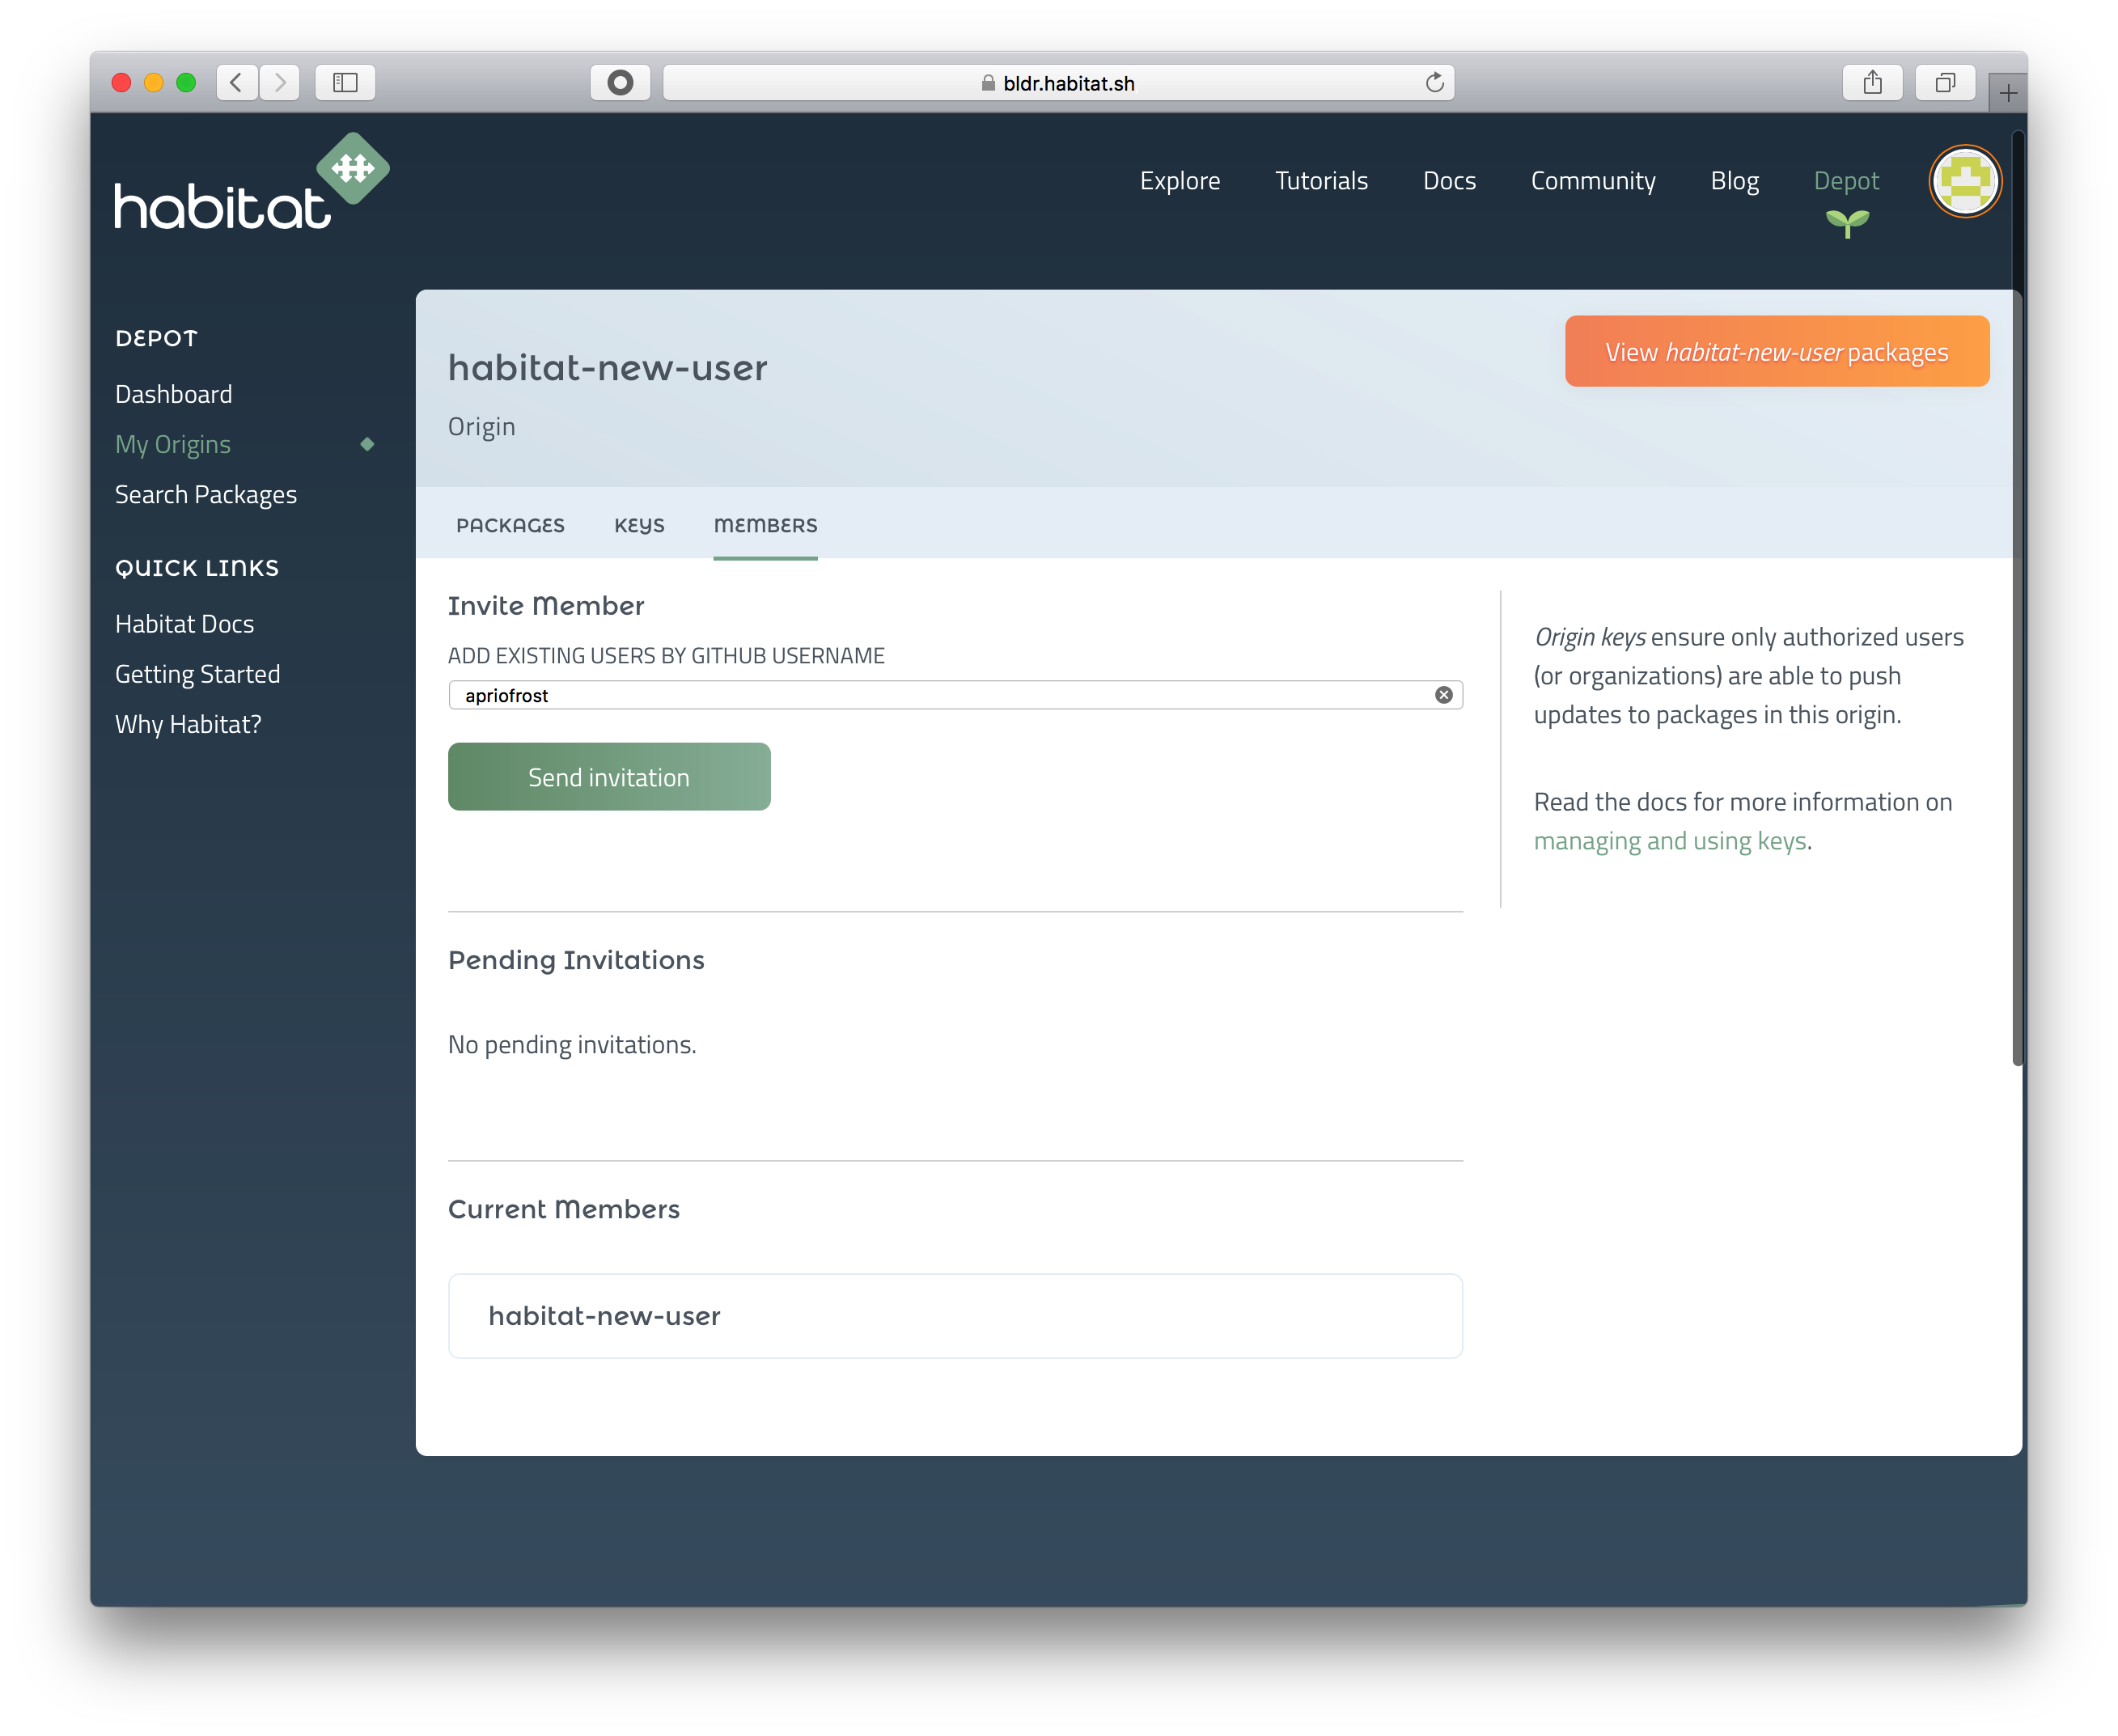 bldr.habitat.sh
habitat
Explore
Tutorials
Docs
Community
Blog
Depot
DEPOT
Dashboard
My Origins
Search Packages
QUICK LINKS
Habitat Docs
Getting Started
Why Habitat?
habitat-new-user
Origin
View habitat-new-user packages
PACKAGES
KEYS
MEMBERS
Invite Member
ADD EXISTING USERS BY GITHUB USERNAME
apriofrost
Send invitation
Origin keys ensure only authorized users
(or organizations) are able to push
updates to packages in this origin.
Read the docs for more information on
managing and using keys.
Pending Invitations
No pending invitations.
Current Members
habitat-new-user